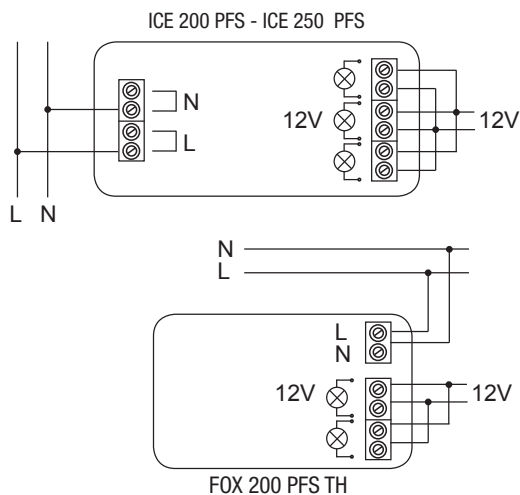 ICE 200 PFS - ICE 250 PFS
N
12V
12V
L
L N
N
L
L
N
12V
12V
FOX 200 PFS TH